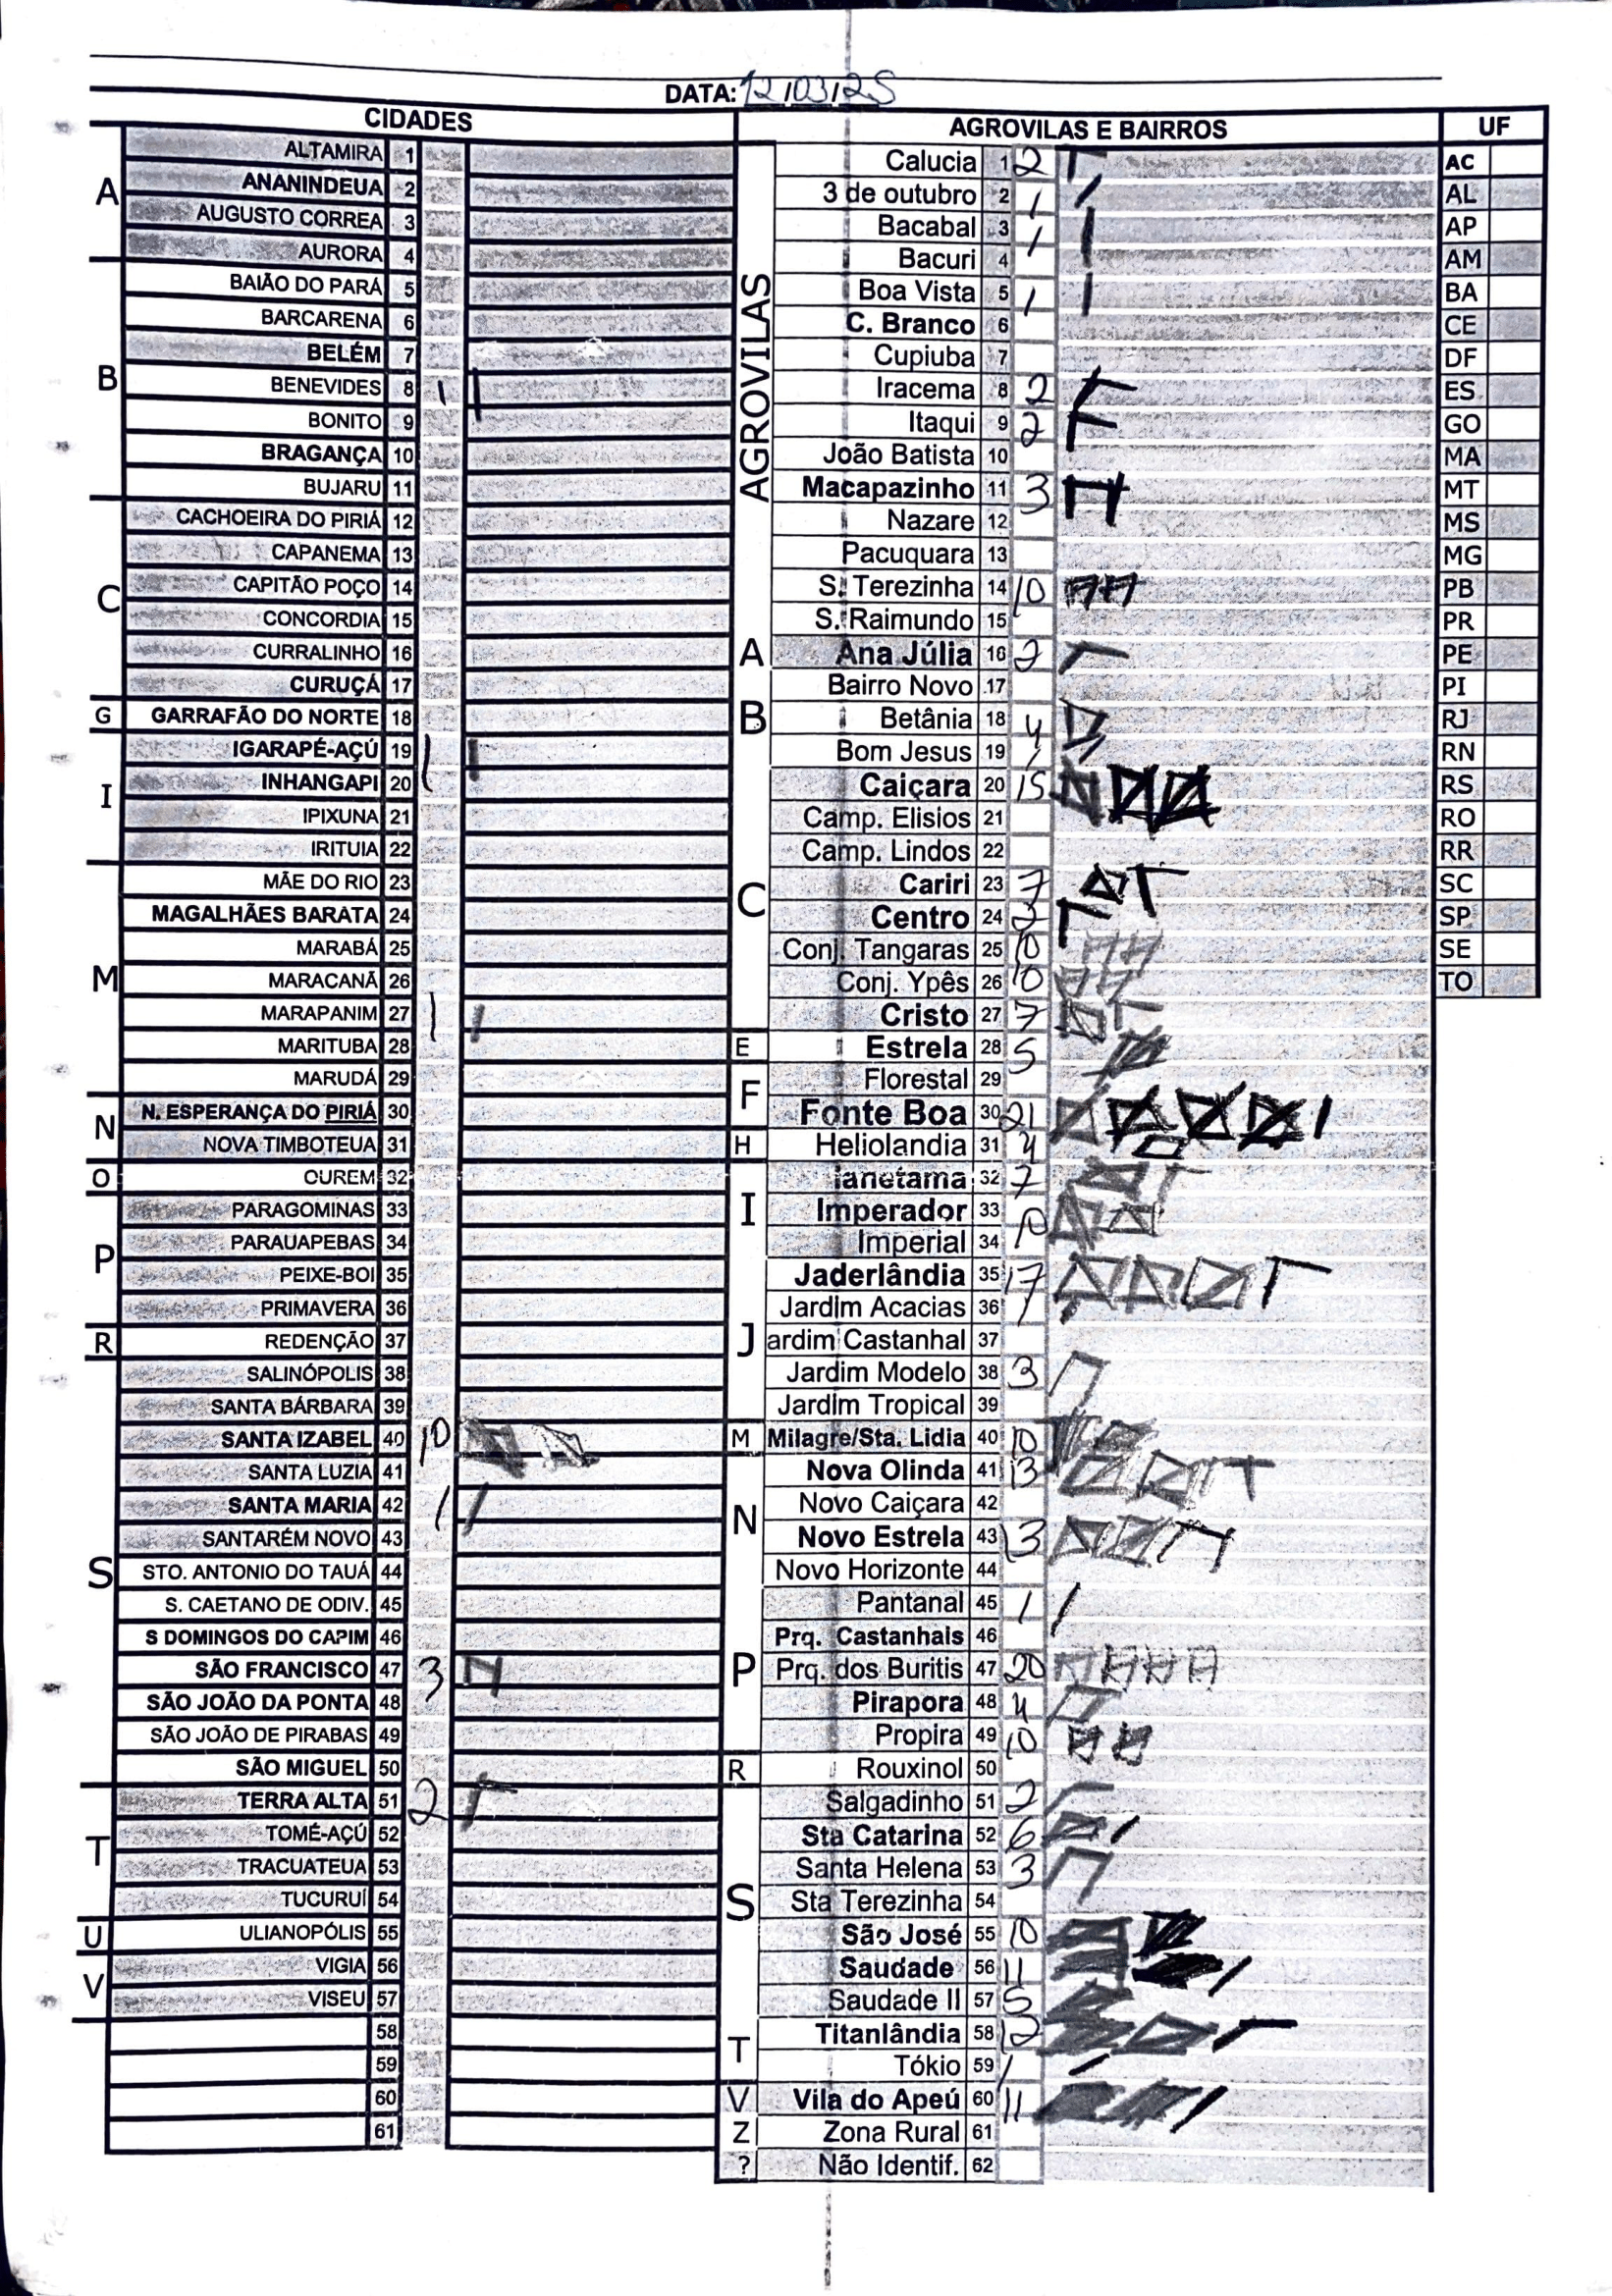 DATA: 12/03/25
CIDADES AGROVILAS E BAIRROS UF
A
ALTAMIRA 1
ANANINDEUA 2
AUGUSTO CORREA 3
AURORA 4
B
BAIÃO DO PARÁ 5
BARCARENA 6
BELÉM 7
BENEVIDES 8 1
BONITO 9
BRAGANÇA 10
BUJARU 11
C
CACHOEIRA DO PIRIÁ 12
CAPANEMA 13
CAPITÃO POÇO 14
CONCORDIA 15
CURRALINHO 16
CURUÇÁ 17
G
GARRAFÃO DO NORTE 18
I
IGARAPÉ-AÇÚ 19 1
INHANGAPI 20
IPIXUNA 21
IRITUIA 22
M
MÃE DO RIO 23
MAGALHÃES BARATA 24
MARABÁ 25
MARACANÃ 26
MARAPANIM 27 1
MARITUBA 28
MARUDÁ 29
N
N. ESPERANÇA DO PIRIÁ 30
NOVA TIMBOTEUA 31
O
OUREM 32
P
PARAGOMINAS 33
PARAUAPEBAS 34
PEIXE-BOI 35
PRIMAVERA 36
R
REDENÇÃO 37
S
SALINÓPOLIS 38
SANTA BÁRBARA 39
SANTA IZABEL 40 10
SANTA LUZIA 41
SANTA MARIA 42 1
SANTARÉM NOVO 43
STO. ANTONIO DO TAUÁ 44
S. CAETANO DE ODIV. 45
S DOMINGOS DO CAPIM 46
SÃO FRANCISCO 47 3
SÃO JOÃO DA PONTA 48
SÃO JOÃO DE PIRABAS 49
SÃO MIGUEL 50
T
TERRA ALTA 51 2
TOMÉ-AÇÚ 52
TRACUATEUA 53
TUCURUÍ 54
U
ULIANOPÓLIS 55
V
VIGIA 56
VISEU 57
58
59
60
61
AGROVILAS
Calucia 1 2
3 de outubro 2 1
Bacabal 3 1
Bacuri 4
Boa Vista 5 1
C. Branco 6
Cupiuba 7
Iracema 8 2
Itaqui 9 2
João Batista 10
Macapazinho 11 3
Nazare 12
Pacuquara 13
S. Terezinha 14 10
S. Raimundo 15
A
Ana Júlia 16 2
B
Bairro Novo 17
Betânia 18 4
Bom Jesus 19 1
C
Caiçara 20 15
Camp. Elisios 21
Camp. Lindos 22
Cariri 23 7
Centro 24 2
Conj. Tangaras 25 10
Conj. Ypês 26 10
Cristo 27 7
E
Estrela 28 5
F
Florestal 29
Fonte Boa 30 21
H
Heliolandia 31 4
I
Ianetama 32 7
Imperador 33 10
Imperial 34
J
Jaderlândia 35 17
Jardim Acacias 36 1
ardim Castanhal 37
Jardim Modelo 38 3
Jardim Tropical 39
M
Milagre/Sta. Lidia 40 10
N
Nova Olinda 41 13
Novo Caiçara 42
Novo Estrela 43 13
Novo Horizonte 44
P
Pantanal 45 1
Prq. Castanhais 46
Prq. dos Buritis 47 20
Pirapora 48 4
Propira 49 10
R
Rouxinol 50
S
Salgadinho 51 2
Sta Catarina 52 6
Santa Helena 53 3
Sta Terezinha 54
São José 55 10
Saudade 56 11
Saudade II 57 5
T
Titanlândia 58 12
Tókio 59 1
V
Vila do Apeú 60 11
Z
Zona Rural 61
?
Não Identif. 62
AC
AL
AP
AM
BA
CE
DF
ES
GO
MA
MT
MS
MG
PB
PR
PE
PI
RJ
RN
RS
RO
RR
SC
SP
SE
TO